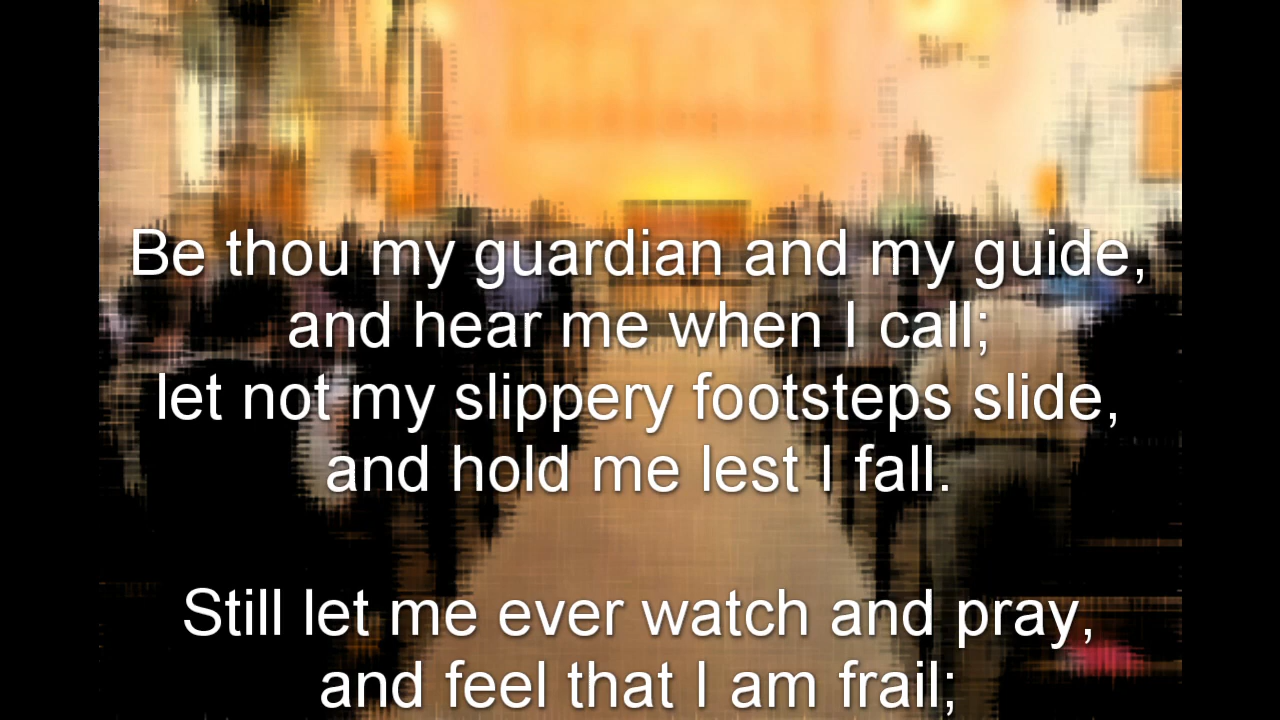 Be thou my guardian and my guide,
and hear me when I call;
let not my slippery footsteps slide,
and hold me lest I fall.
Still let me ever watch and pray,
and feel that I am frail;